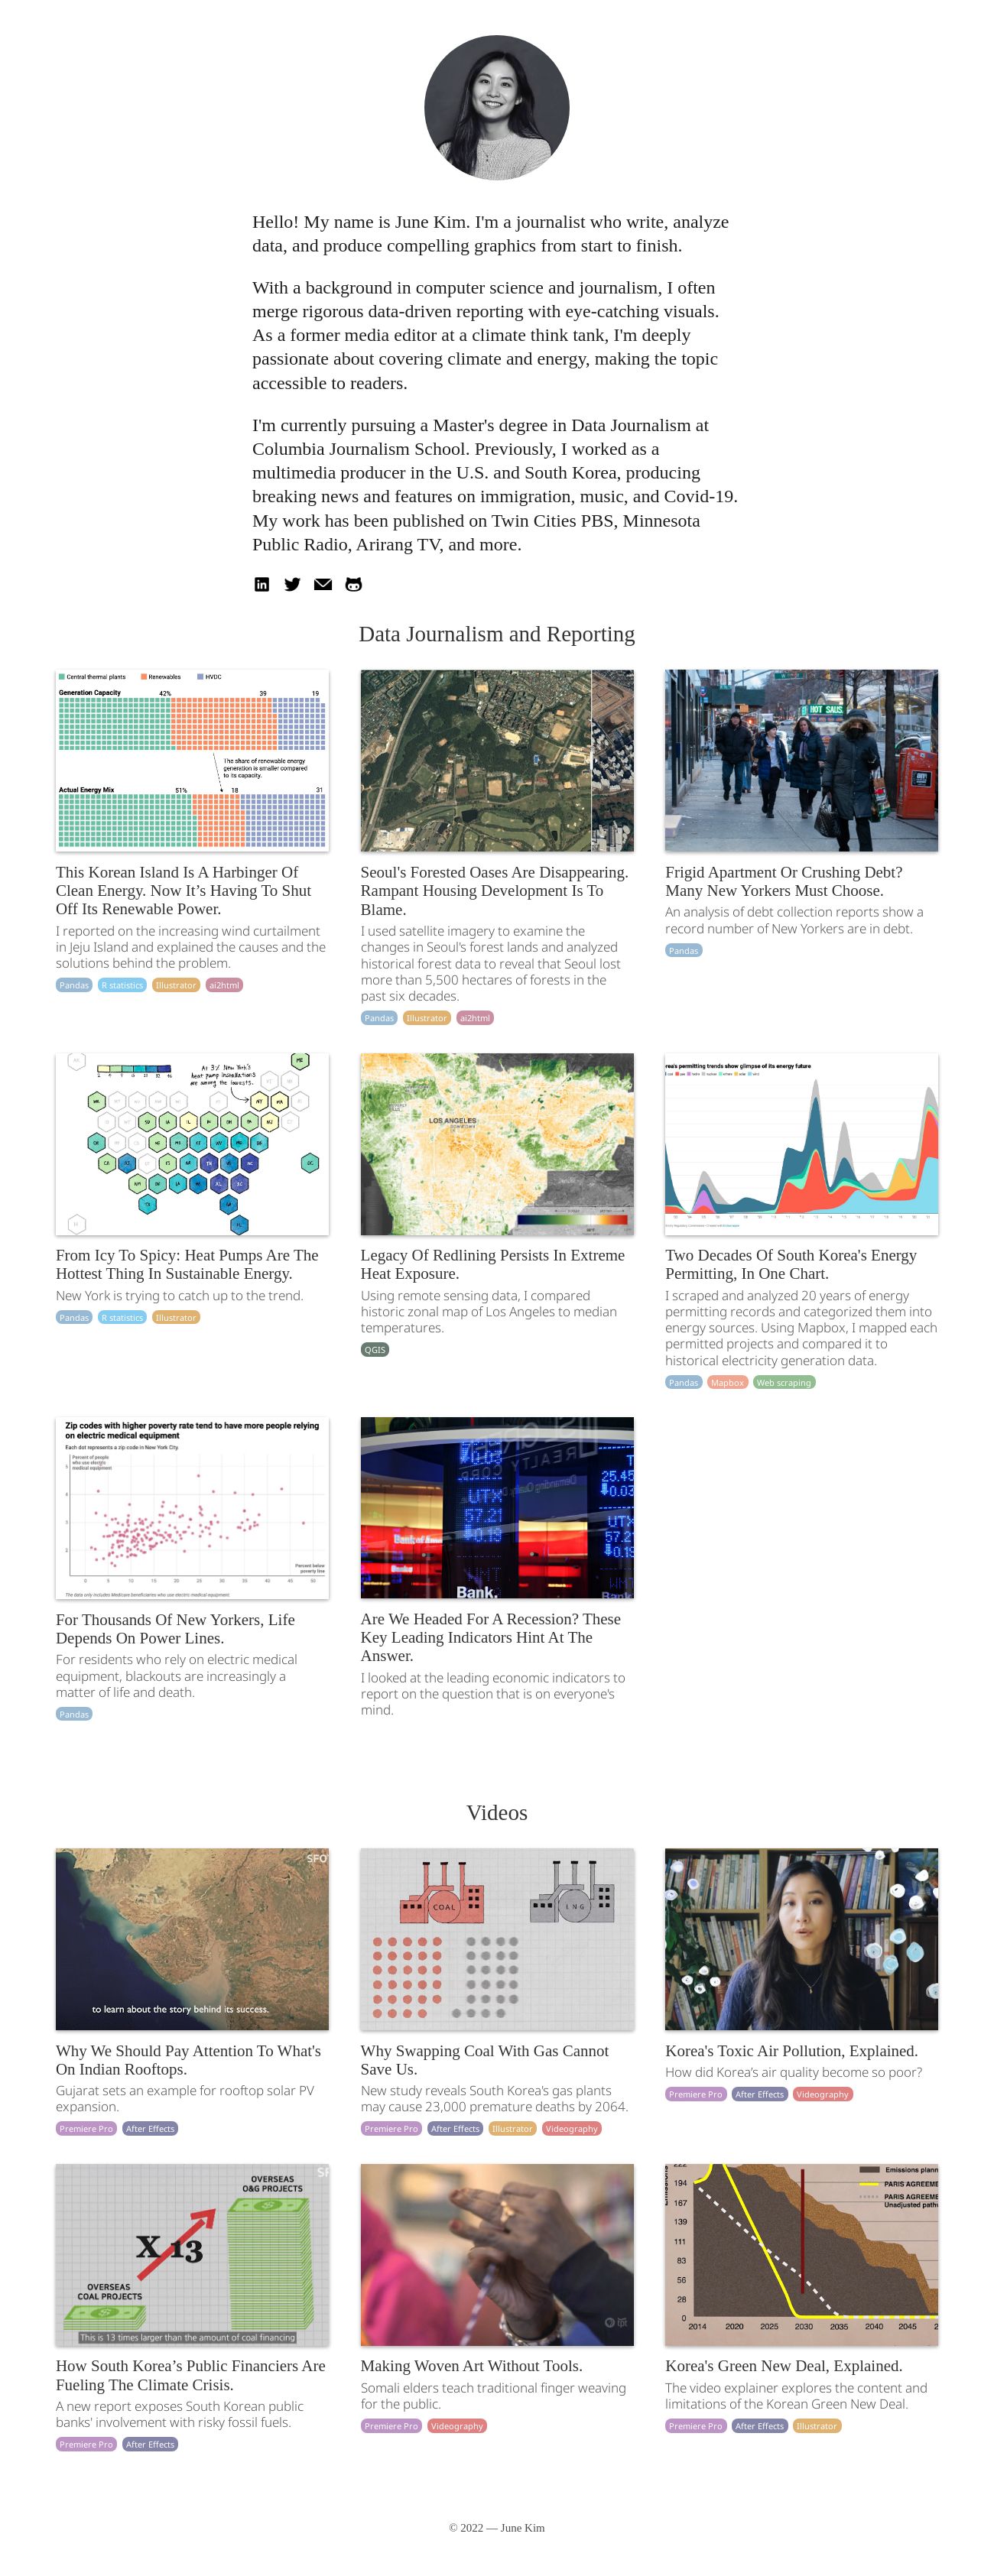 Hello! My name is June Kim. I'm a journalist who write, analyze
data, and produce compelling graphics from start to finish.
With a background in computer science and journalism, I often
merge rigorous data-driven reporting with eye-catching visuals.
As a former media editor at a climate think tank, I'm deeply
passionate about covering climate and energy, making the topic
accessible to readers.
I'm currently pursuing a Master's degree in Data Journalism at
Columbia Journalism School. Previously, I worked as a
multimedia producer in the U.S. and South Korea, producing
breaking news and features on immigration, music, and Covid-19.
My work has been published on Twin Cities PBS, Minnesota
Public Radio, Arirang TV, and more.
Data Journalism and Reporting
Central thermal plants Renewables HVDC
Generation Capacity 42% 39 19
The share of renewable energy
generation is smaller compared
to its capacity.
Actual Energy Mix 51% 18 31
This Korean Island Is A Harbinger Of
Clean Energy. Now It’s Having To Shut
Off Its Renewable Power.
I reported on the increasing wind curtailment
in Jeju Island and explained the causes and the
solutions behind the problem.
Pandas R statistics Illustrator ai2html
Seoul's Forested Oases Are Disappearing.
Rampant Housing Development Is To
Blame.
I used satellite imagery to examine the
changes in Seoul's forest lands and analyzed
historical forest data to reveal that Seoul lost
more than 5,500 hectares of forests in the
past six decades.
Pandas Illustrator ai2html
HOT SAUS
Frigid Apartment Or Crushing Debt?
Many New Yorkers Must Choose.
An analysis of debt collection reports show a
record number of New Yorkers are in debt.
Pandas
At 3% New York's
heat pump installations
are among the lowests.
From Icy To Spicy: Heat Pumps Are The
Hottest Thing In Sustainable Energy.
New York is trying to catch up to the trend.
Pandas R statistics Illustrator
LOS ANGELES
Legacy Of Redlining Persists In Extreme
Heat Exposure.
Using remote sensing data, I compared
historic zonal map of Los Angeles to median
temperatures.
QGIS
rea's permitting trends show glimpse of its energy future
Two Decades Of South Korea's Energy
Permitting, In One Chart.
I scraped and analyzed 20 years of energy
permitting records and categorized them into
energy sources. Using Mapbox, I mapped each
permitted projects and compared it to
historical electricity generation data.
Pandas Mapbox Web scraping
Zip codes with higher poverty rate tend to have more people relying
on electric medical equipment
Each dot represents a zip code in New York City.
Percent of people
who use electric
medical equipment
Percent below
poverty line
0 5 10 15 20 25 30 35 40 45 50
The data only includes Medicare beneficiaries who use electric medical equipment
For Thousands Of New Yorkers, Life
Depends On Power Lines.
For residents who rely on electric medical
equipment, blackouts are increasingly a
matter of life and death.
Pandas
REALTY CORP
UTX
57.21
0.19
25.45
0.03
Bank.
Are We Headed For A Recession? These
Key Leading Indicators Hint At The
Answer.
I looked at the leading economic indicators to
report on the question that is on everyone's
mind.
Videos
SFO
to learn about the story behind its success.
Why We Should Pay Attention To What's
On Indian Rooftops.
Gujarat sets an example for rooftop solar PV
expansion.
Premiere Pro After Effects
COAL LNG
Why Swapping Coal With Gas Cannot
Save Us.
New study reveals South Korea's gas plants
may cause 23,000 premature deaths by 2064.
Premiere Pro After Effects Illustrator Videography
Korea's Toxic Air Pollution, Explained.
How did Korea's air quality become so poor?
Premiere Pro After Effects Videography
SF
OVERSEAS
O&G PROJECTS
X 13
OVERSEAS
COAL PROJECTS
This is 13 times larger than the amount of coal financing
How South Korea’s Public Financiers Are
Fueling The Climate Crisis.
A new report exposes South Korean public
banks' involvement with risky fossil fuels.
Premiere Pro After Effects
tpt
Making Woven Art Without Tools.
Somali elders teach traditional finger weaving
for the public.
Premiere Pro Videography
Emissions
222
194
167
139
111
83
56
28
0
2014 2020 2025 2030 2035 2040 2045 2
Emissions plann
PARIS AGREEME
PARIS AGREEME
Unadjusted pathw
Korea's Green New Deal, Explained.
The video explainer explores the content and
limitations of the Korean Green New Deal.
Premiere Pro After Effects Illustrator
© 2022 — June Kim